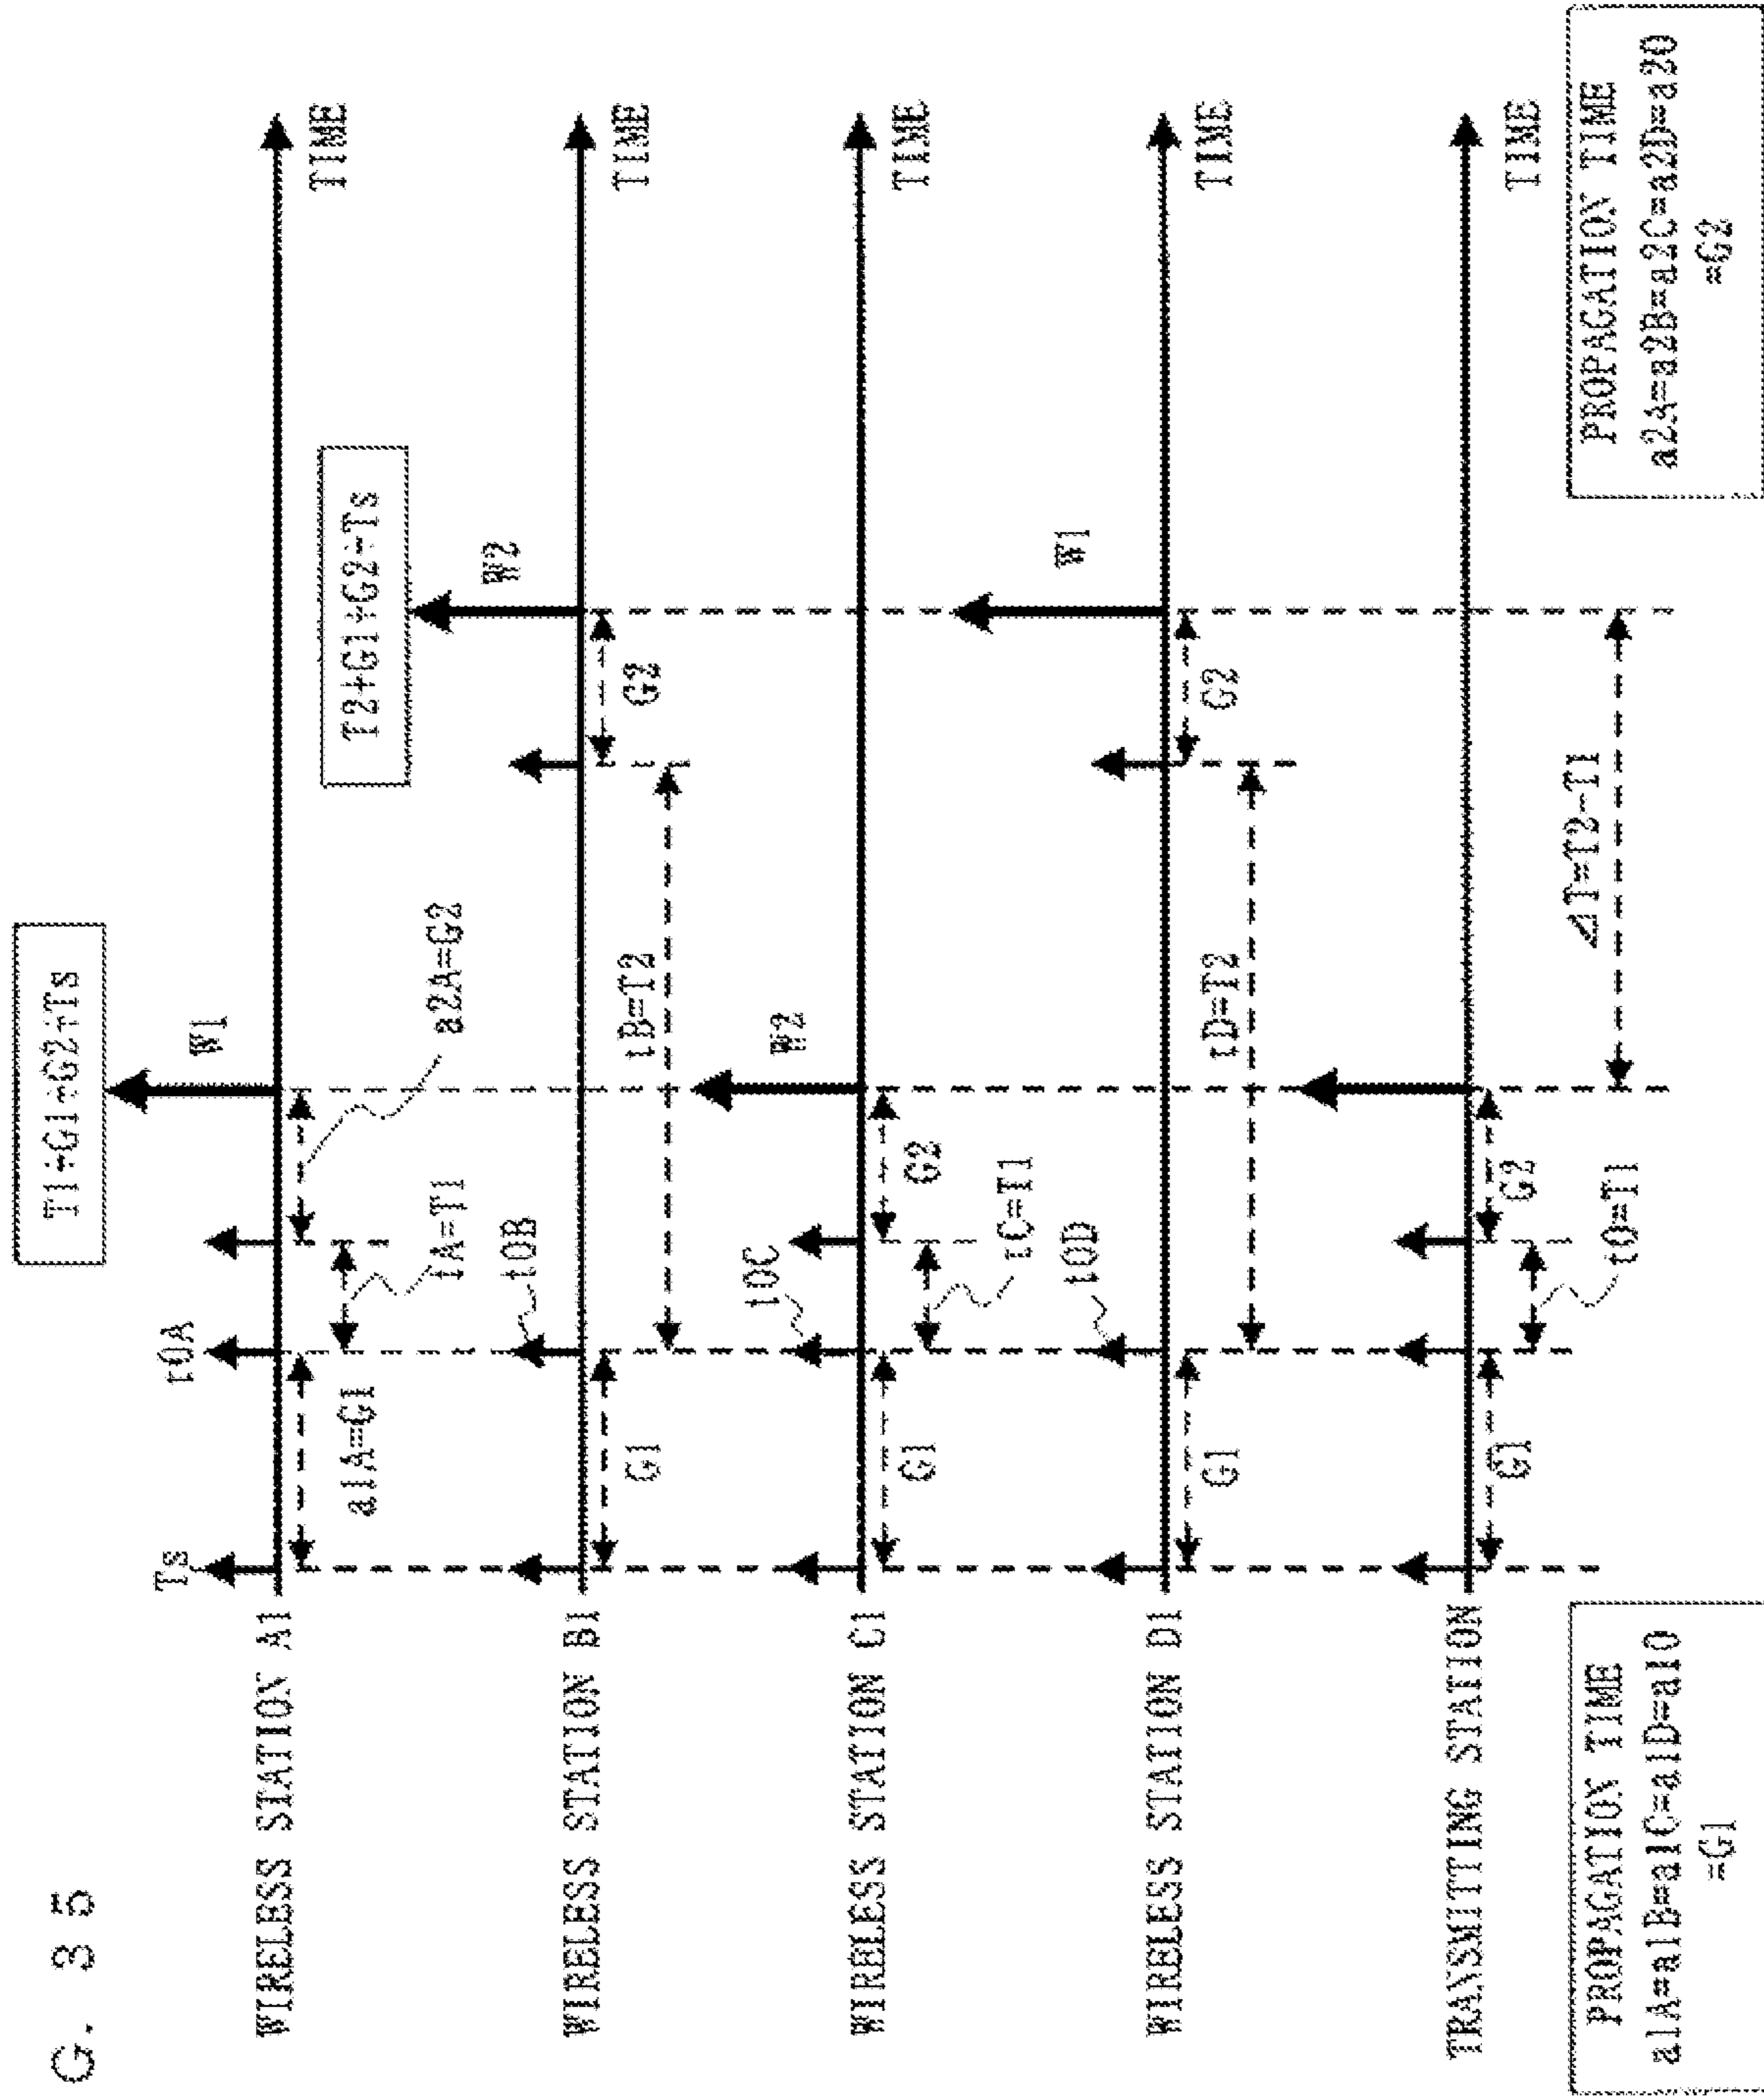 G. 35
T1+G1+G2+Ts
T2+G1+G2+Ts
Ts
t0A
W1
WIRELESS STATION A1
TIME
a1A=G1
tA=T1
a2A=G2
t0B
W2
WIRELESS STATION B1
TIME
G1
G2
tB=T2
t0C
W2
WIRELESS STATION C1
TIME
G1
G2
tC=T1
t0D
W1
WIRELESS STATION D1
TIME
G1
G2
tD=T2
TRANSMITTING STATION
TIME
G1
G2
t0=T1
ΔT=T2-T1
PROPAGATION TIME
a1A=a1B=a1C=a1D=a10
=G1
PROPAGATION TIME
a2A=a2B=a2C=a2D=a20
=G2